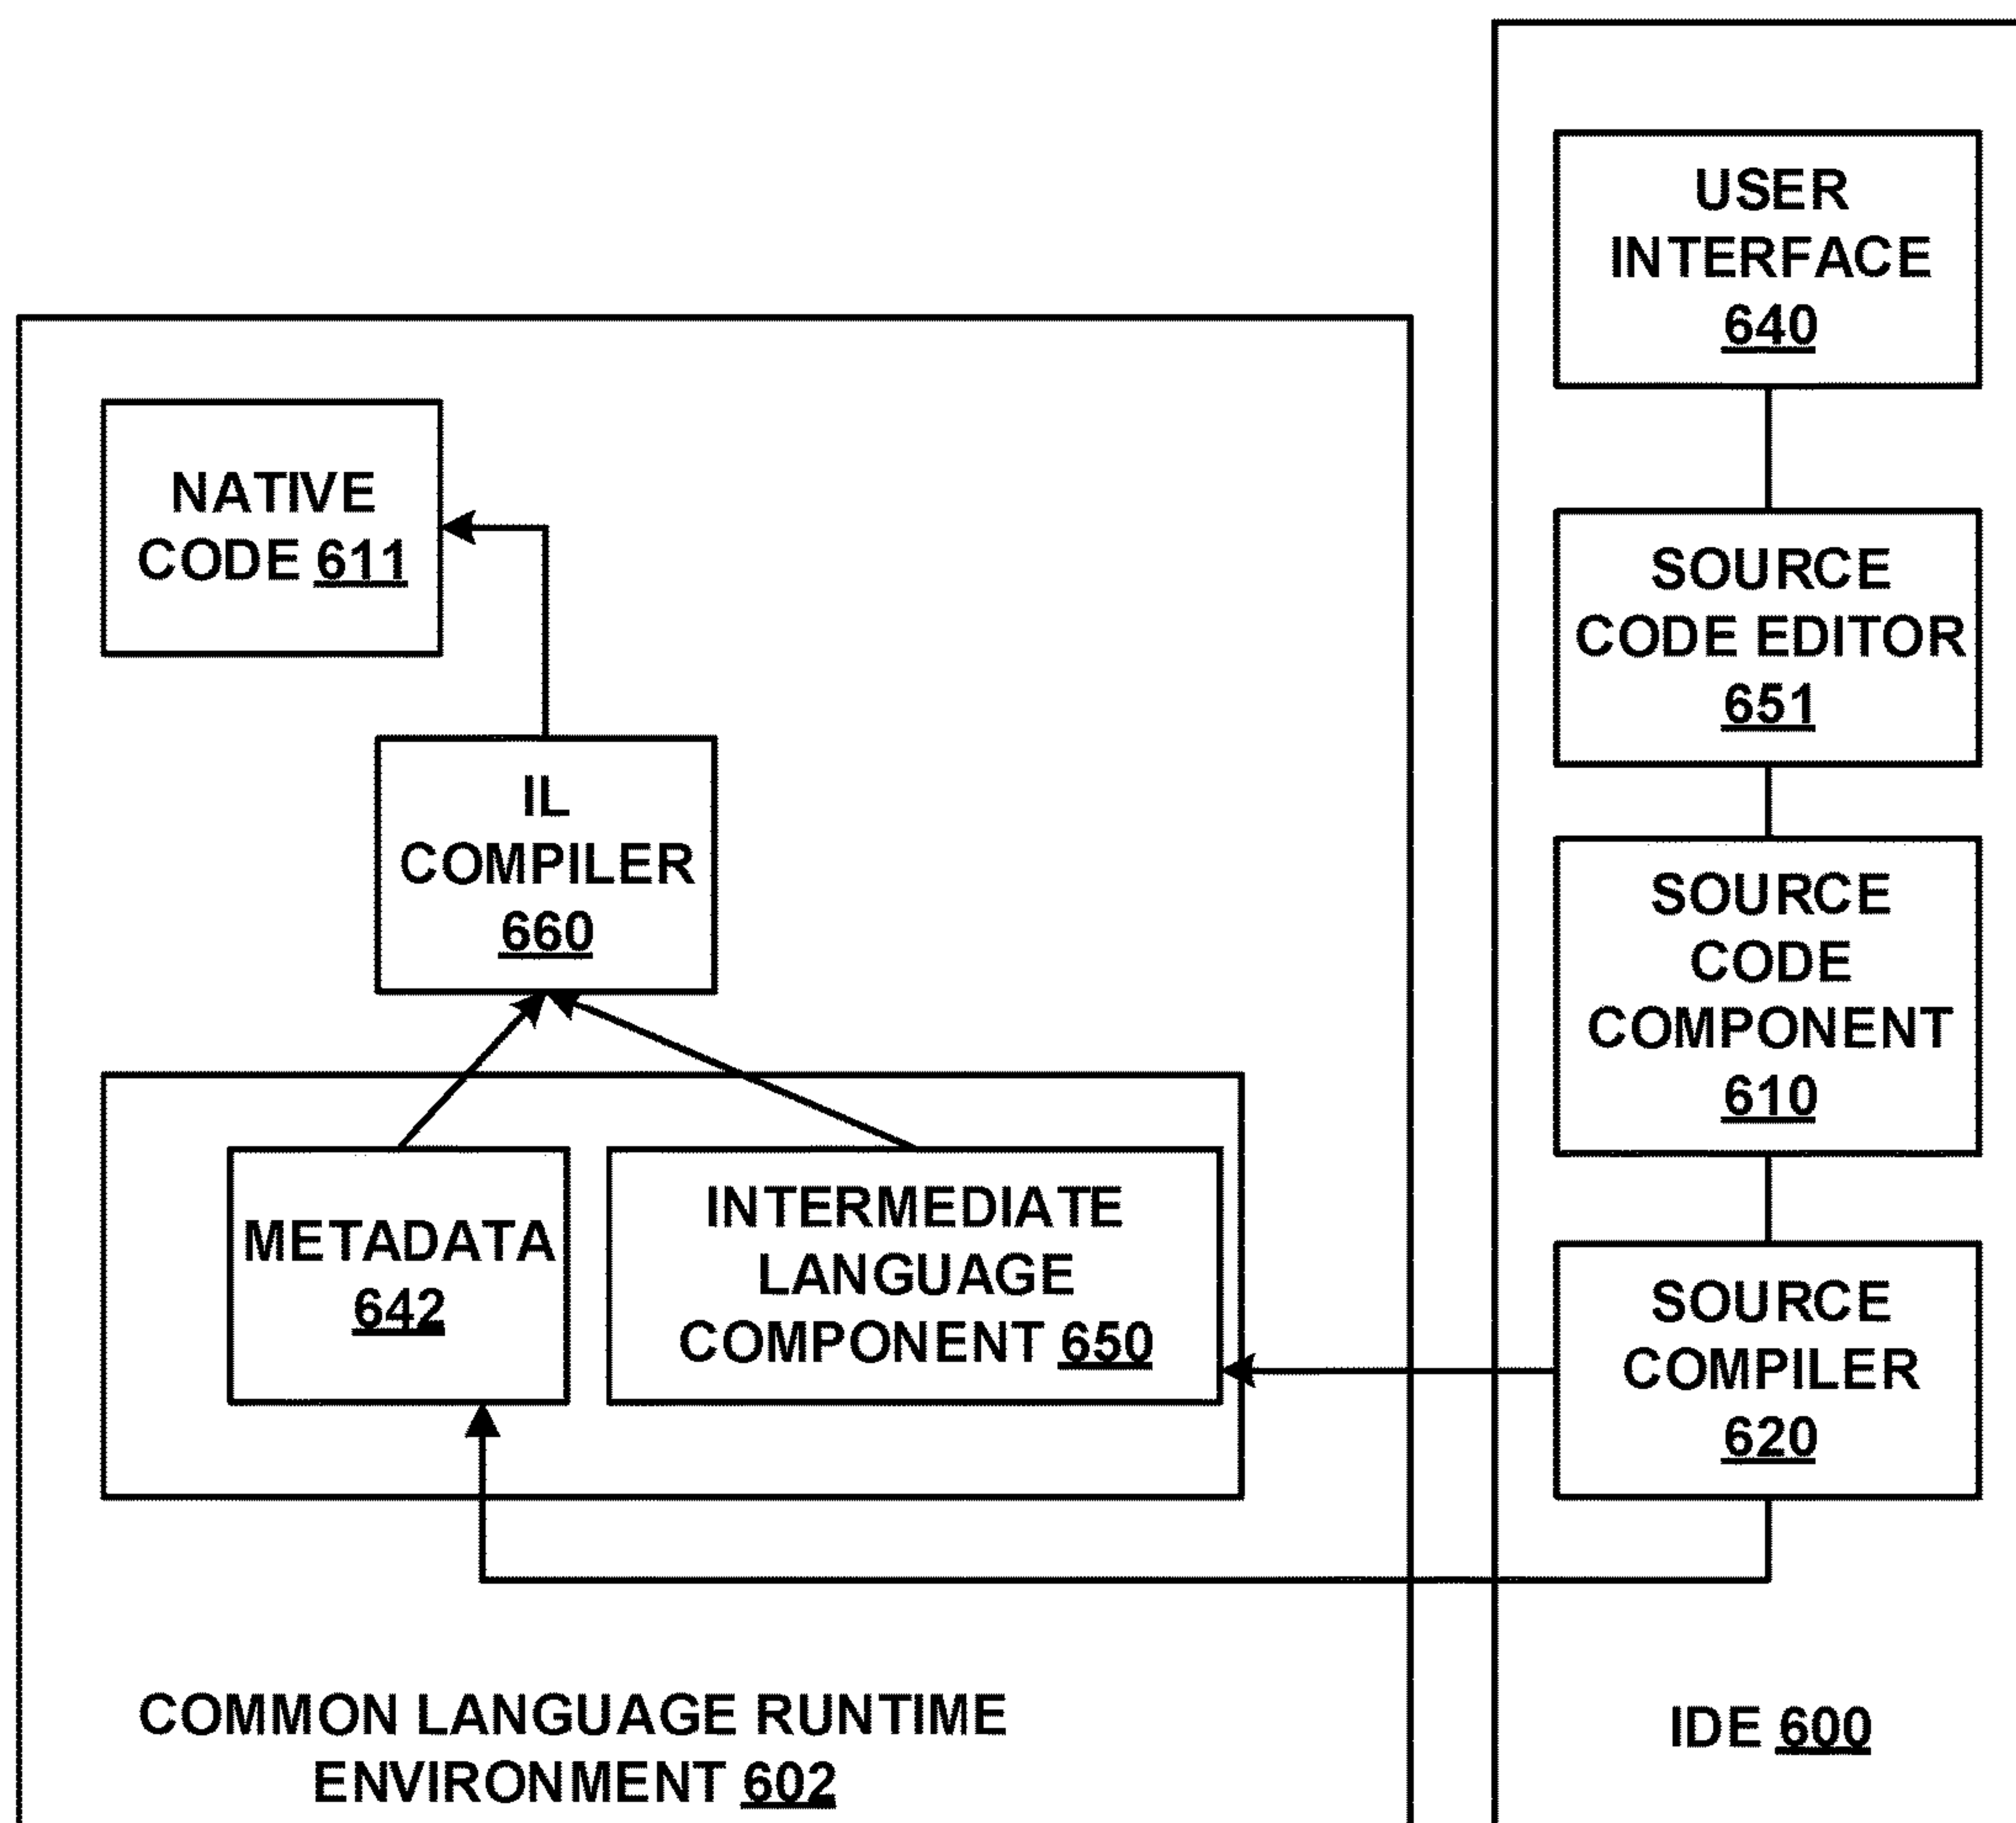 USER
INTERFACE
640
NATIVE
CODE 611
SOURCE
CODE EDITOR
651
IL
COMPILER
660
SOURCE
CODE
COMPONENT
610
METADATA
642
INTERMEDIATE
LANGUAGE
COMPONENT 650
SOURCE
COMPILER
620
COMMON LANGUAGE RUNTIME
ENVIRONMENT 602
IDE 600